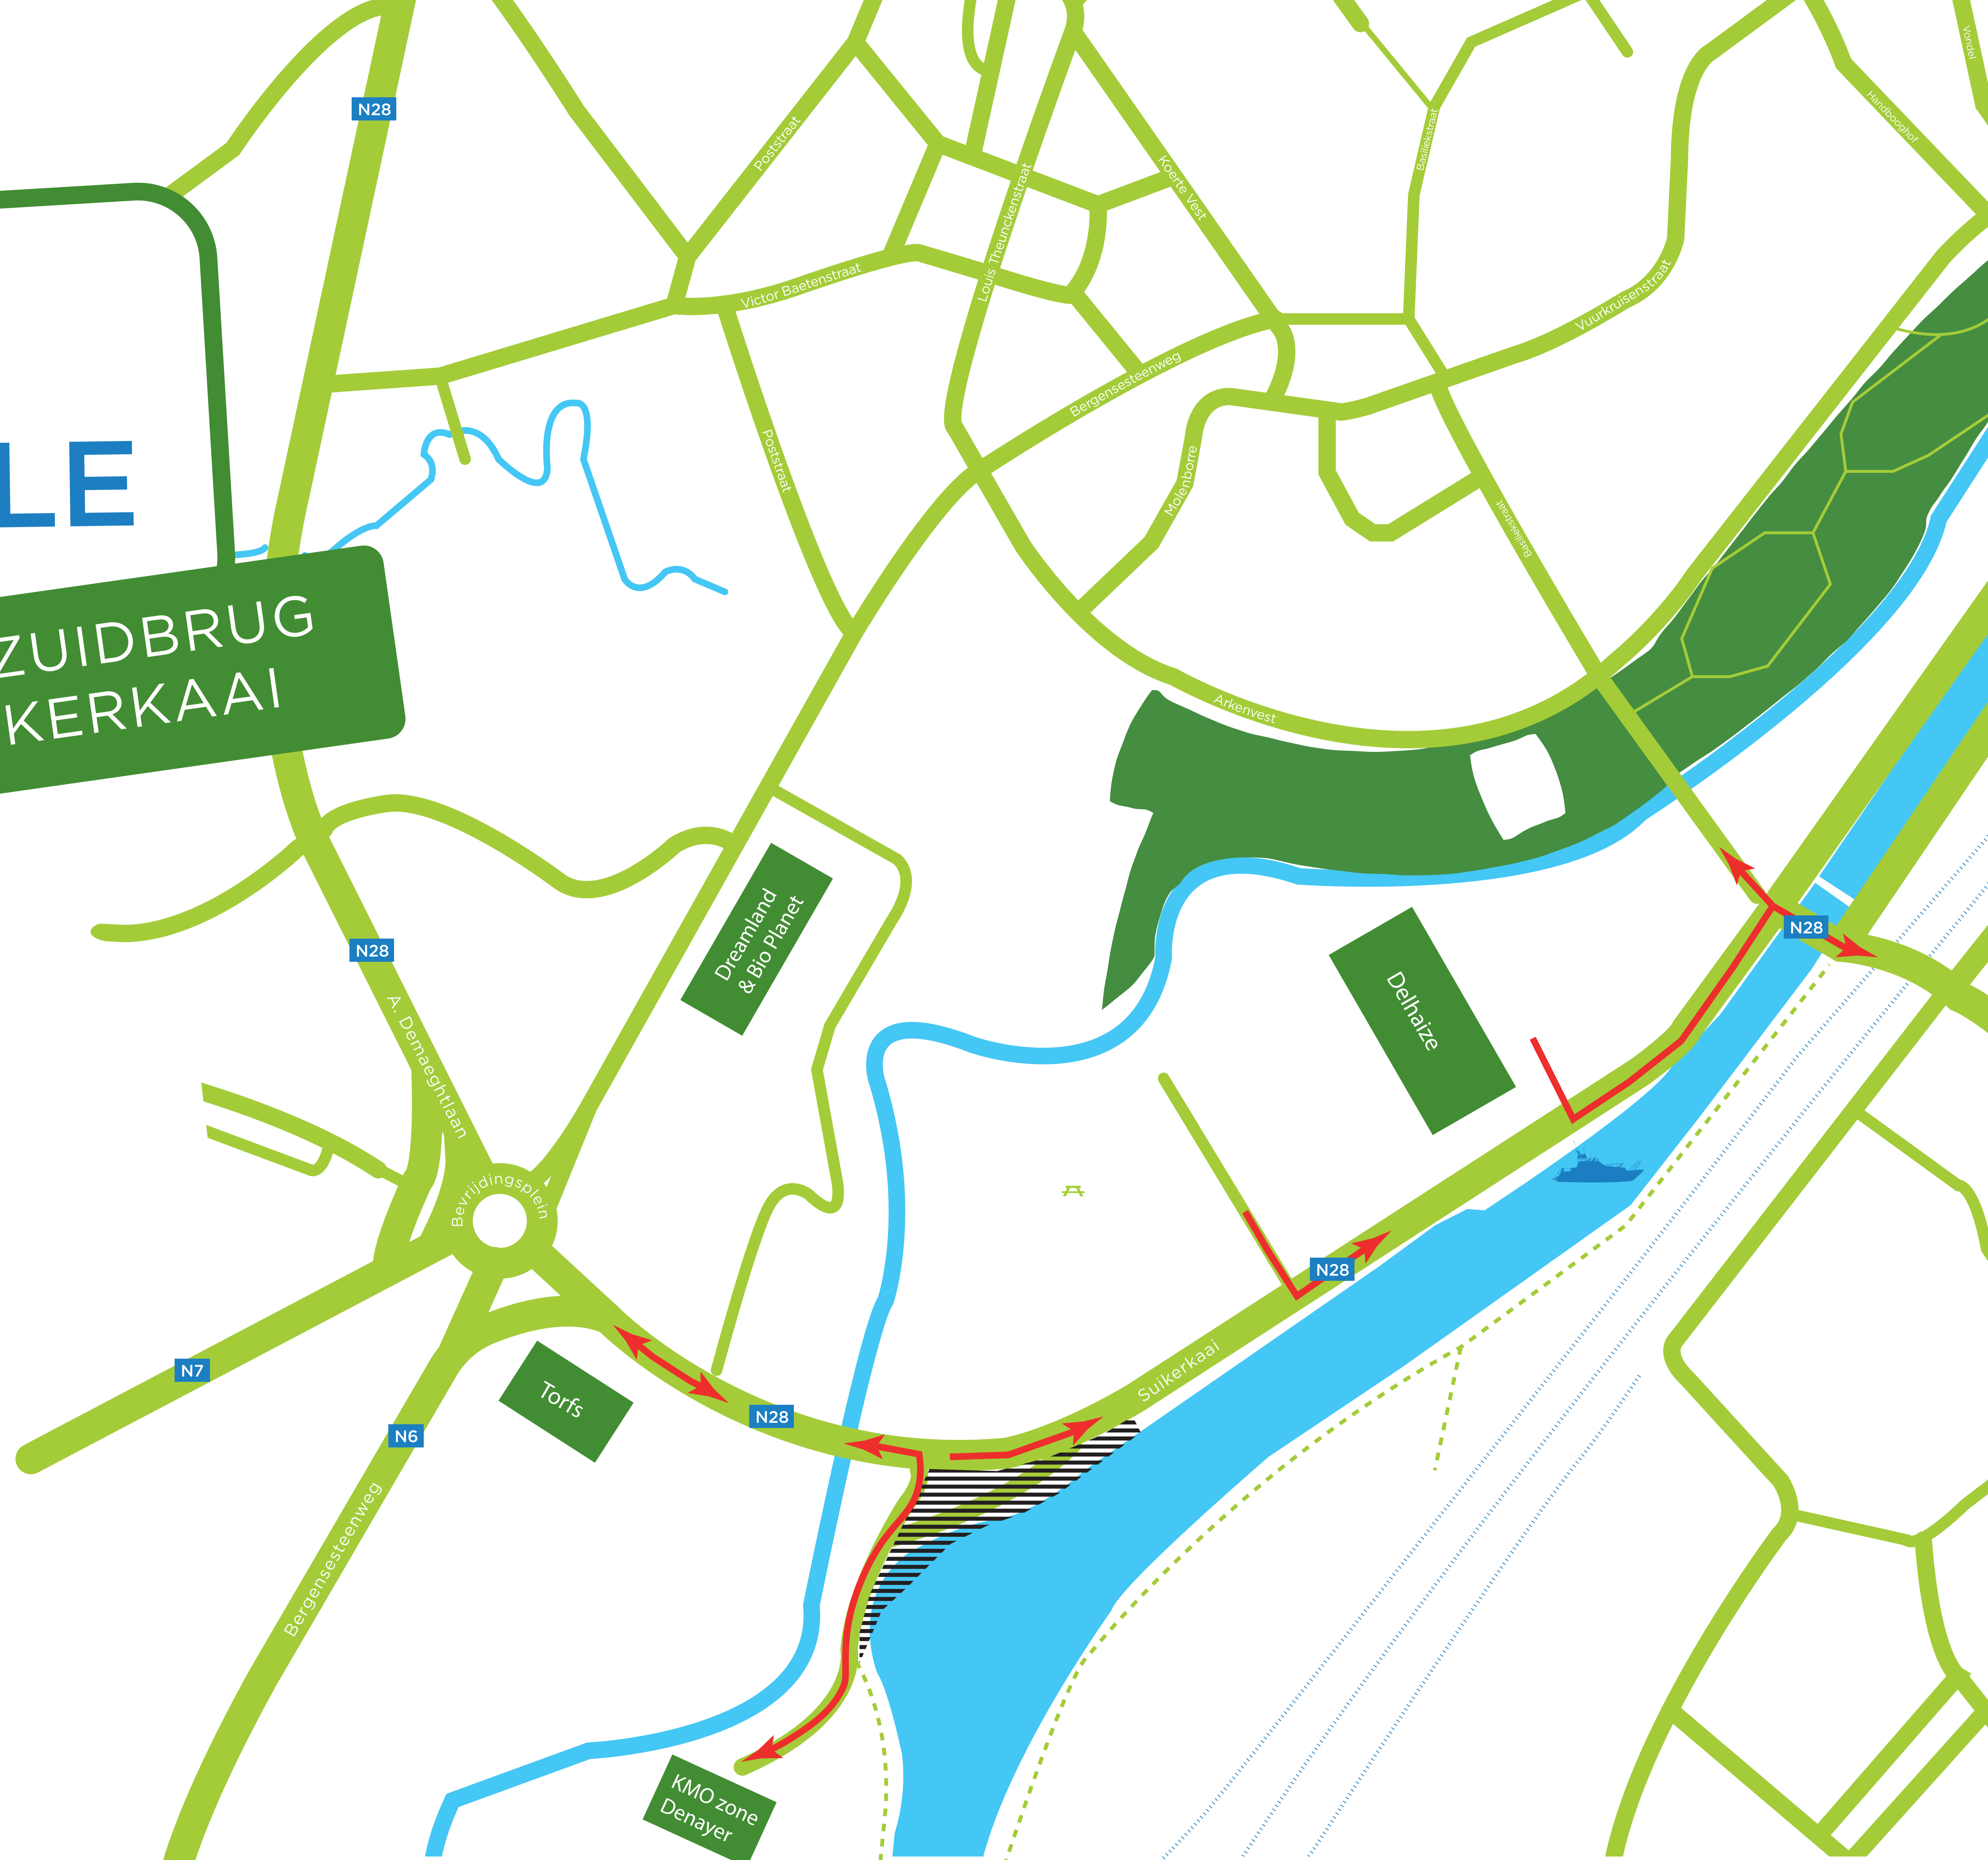 Vondel
N28
Handbooghof
Poststraat
Basiliekstraat
Koerte Vest
Louis Theunckenstraat
Victor Baetenstraat
Vuurkruisenstraat
Bergensesteenweg
LE
Poststraat
Molenborre
Basiliekstraat
ZUIDBRUG
KERKAAI
Arkenvest
Dreamland
& Bio Planet
N28
N28
A. Demaeghtlaan
Delhaize
Bevrijdingsplein
N28
Suikerkaai
N7
Torfs
N28
N6
Bergensesteenweg
KMO zone
Denayer